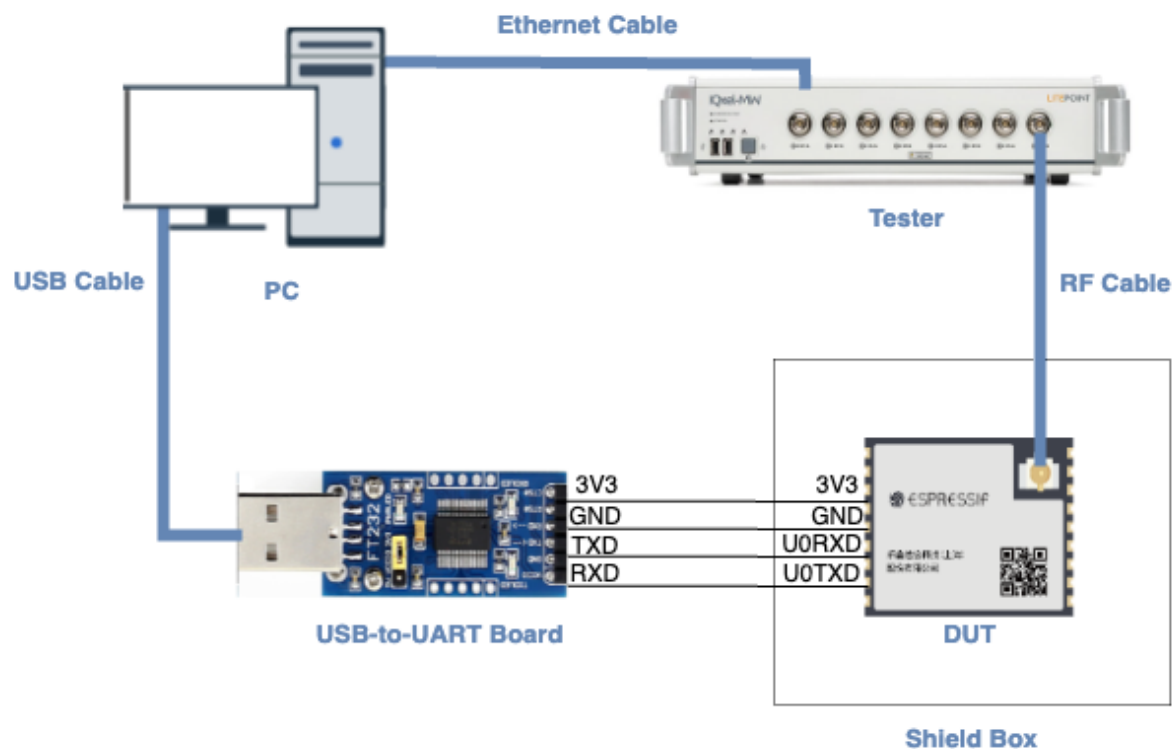 Ethernet Cable
IQxel-MW
LITEPOINT
Tester
USB Cable
PC
RF Cable
3V3
GND
TXD
RXD
3V3
GND
U0RXD
U0TXD
FT232
ESPRESSIF
USB-to-UART Board
DUT
Shield Box